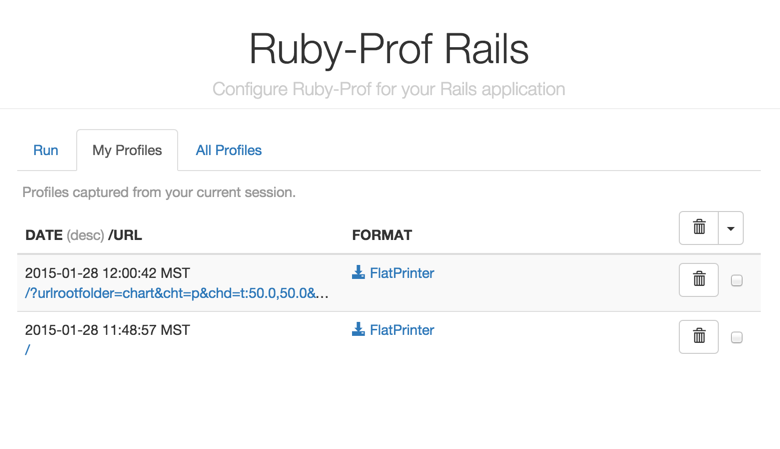 Ruby-Prof Rails
Configure Ruby-Prof for your Rails application
Run My Profiles All Profiles
Profiles captured from your current session.
DATE (desc) /URL FORMAT
2015-01-28 12:00:42 MST FlatPrinter
/?urlrootfolder=chart&cht=p&chd=t:50.0,50.0&...
2015-01-28 11:48:57 MST FlatPrinter
/